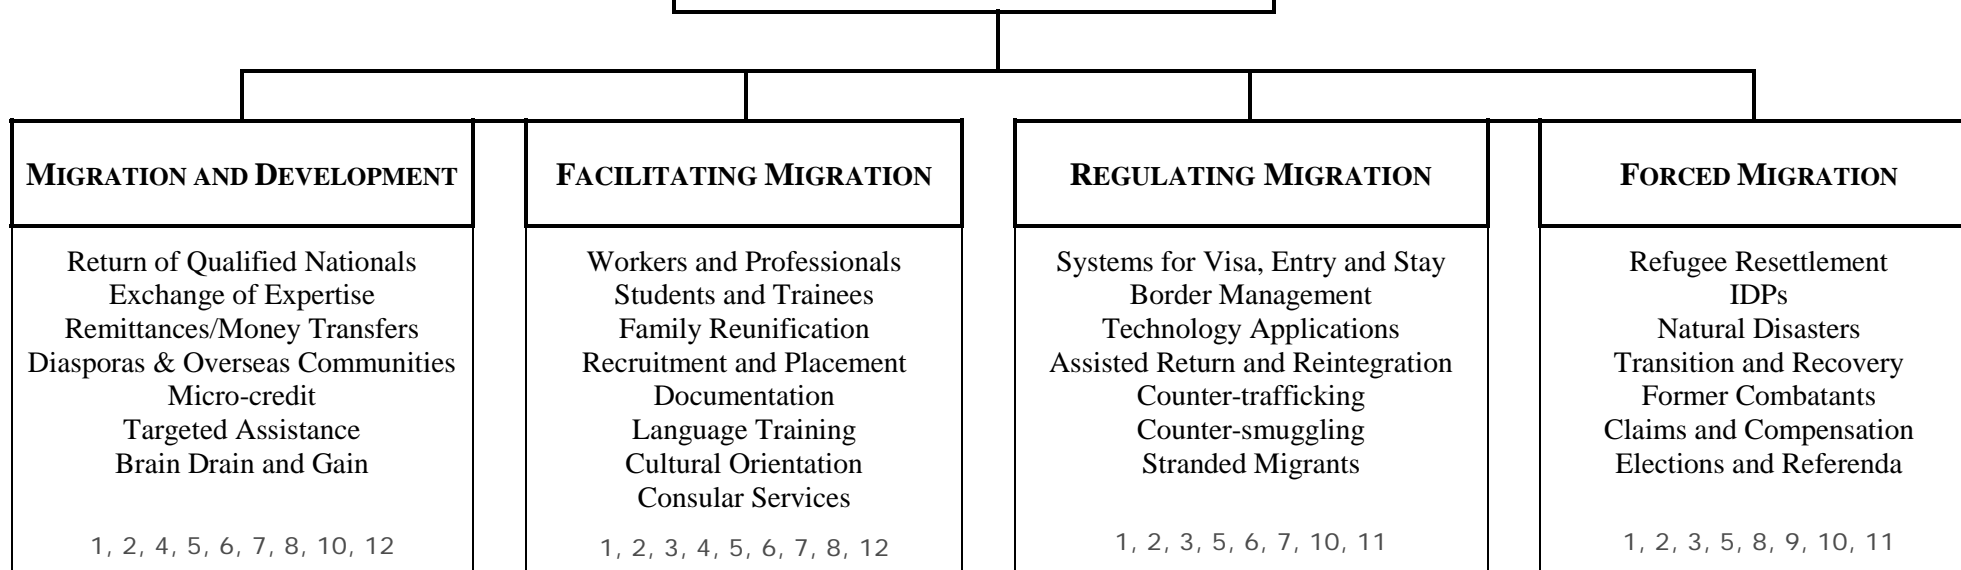 MIGRATION AND DEVELOPMENT
Return of Qualified Nationals
Exchange of Expertise
Remittances/Money Transfers
Diasporas & Overseas Communities
Micro-credit
Targeted Assistance
Brain Drain and Gain
1, 2, 4, 5, 6, 7, 8, 10, 12
FACILITATING MIGRATION
Workers and Professionals
Students and Trainees
Family Reunification
Recruitment and Placement
Documentation
Language Training
Cultural Orientation
Consular Services
1, 2, 3, 4, 5, 6, 7, 8, 12
REGULATING MIGRATION
Systems for Visa, Entry and Stay
Border Management
Technology Applications
Assisted Return and Reintegration
Counter-trafficking
Counter-smuggling
Stranded Migrants
1, 2, 3, 5, 6, 7, 10, 11
FORCED MIGRATION
Refugee Resettlement
IDPs
Natural Disasters
Transition and Recovery
Former Combatants
Claims and Compensation
Elections and Referenda
1, 2, 3, 5, 8, 9, 10, 11